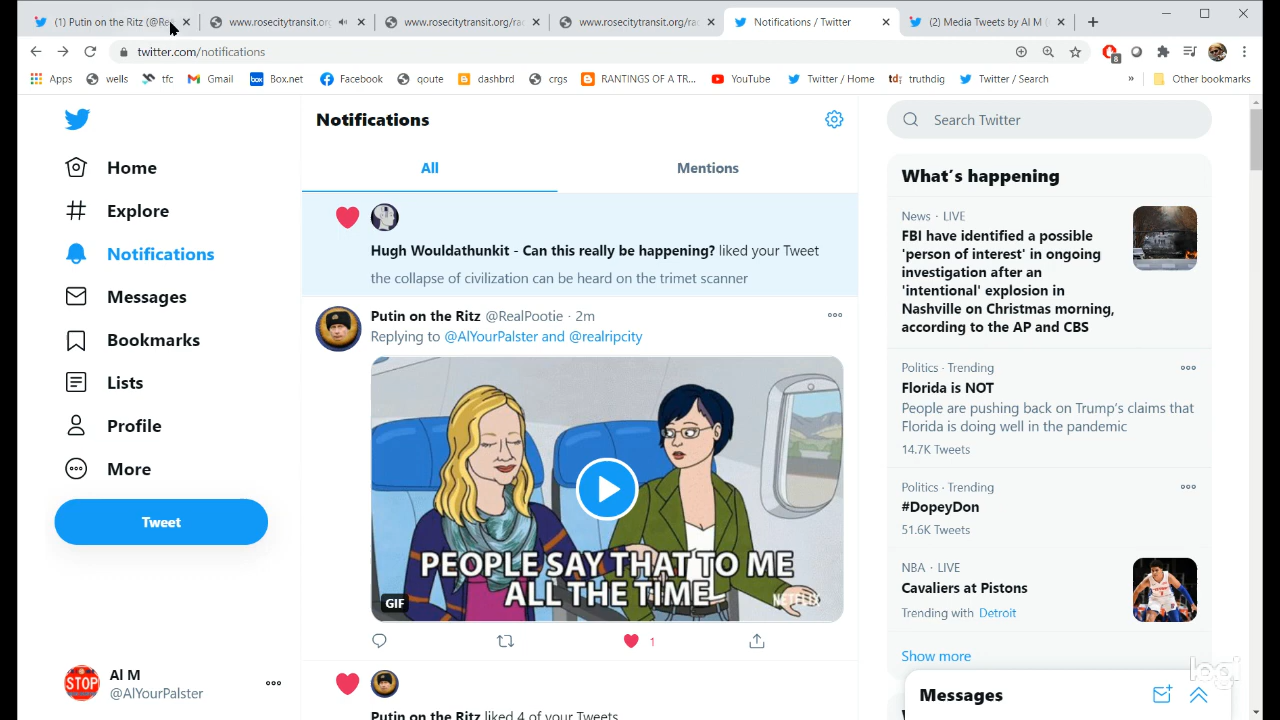 (1) Putin on the Ritz (@Re
www.rosecitytransit.or
www.rosecitytransit.org/ra
www.rosecitytransit.org/ra
Notifications / Twitter
(2) Media Tweets by Al M (
twitter.com/notifications
8
Apps
wells
tfc
Gmail
box
Box.net
Facebook
qoute
dashbrd
crgs
RANTINGS OF A TR...
YouTube
Twitter / Home
td:
truthdig
Twitter / Search
»
Other bookmarks
Notifications
Search Twitter
Home
Explore
Notifications
Messages
Bookmarks
Lists
Profile
More
Tweet
STOP
Al M
@AlYourPalster
All
Mentions
Hugh Wouldathunkit - Can this really be happening? liked your Tweet
the collapse of civilization can be heard on the trimet scanner
Putin on the Ritz @RealPootie · 2m
Replying to @AlYourPalster and @realripcity
PEOPLE SAY THAT TO ME
ALL THE TIME
NETFLIX
GIF
1
Putin on the Ritz liked 4 of your Tweets
What's happening
News · LIVE
FBI have identified a possible
'person of interest' in ongoing
investigation after an
'intentional' explosion in
Nashville on Christmas morning,
according to the AP and CBS
Politics · Trending
Florida is NOT
People are pushing back on Trump's claims that
Florida is doing well in the pandemic
14.7K Tweets
Politics · Trending
#DopeyDon
51.6K Tweets
NBA · LIVE
Cavaliers at Pistons
Trending with Detroit
Show more
logi
Messages